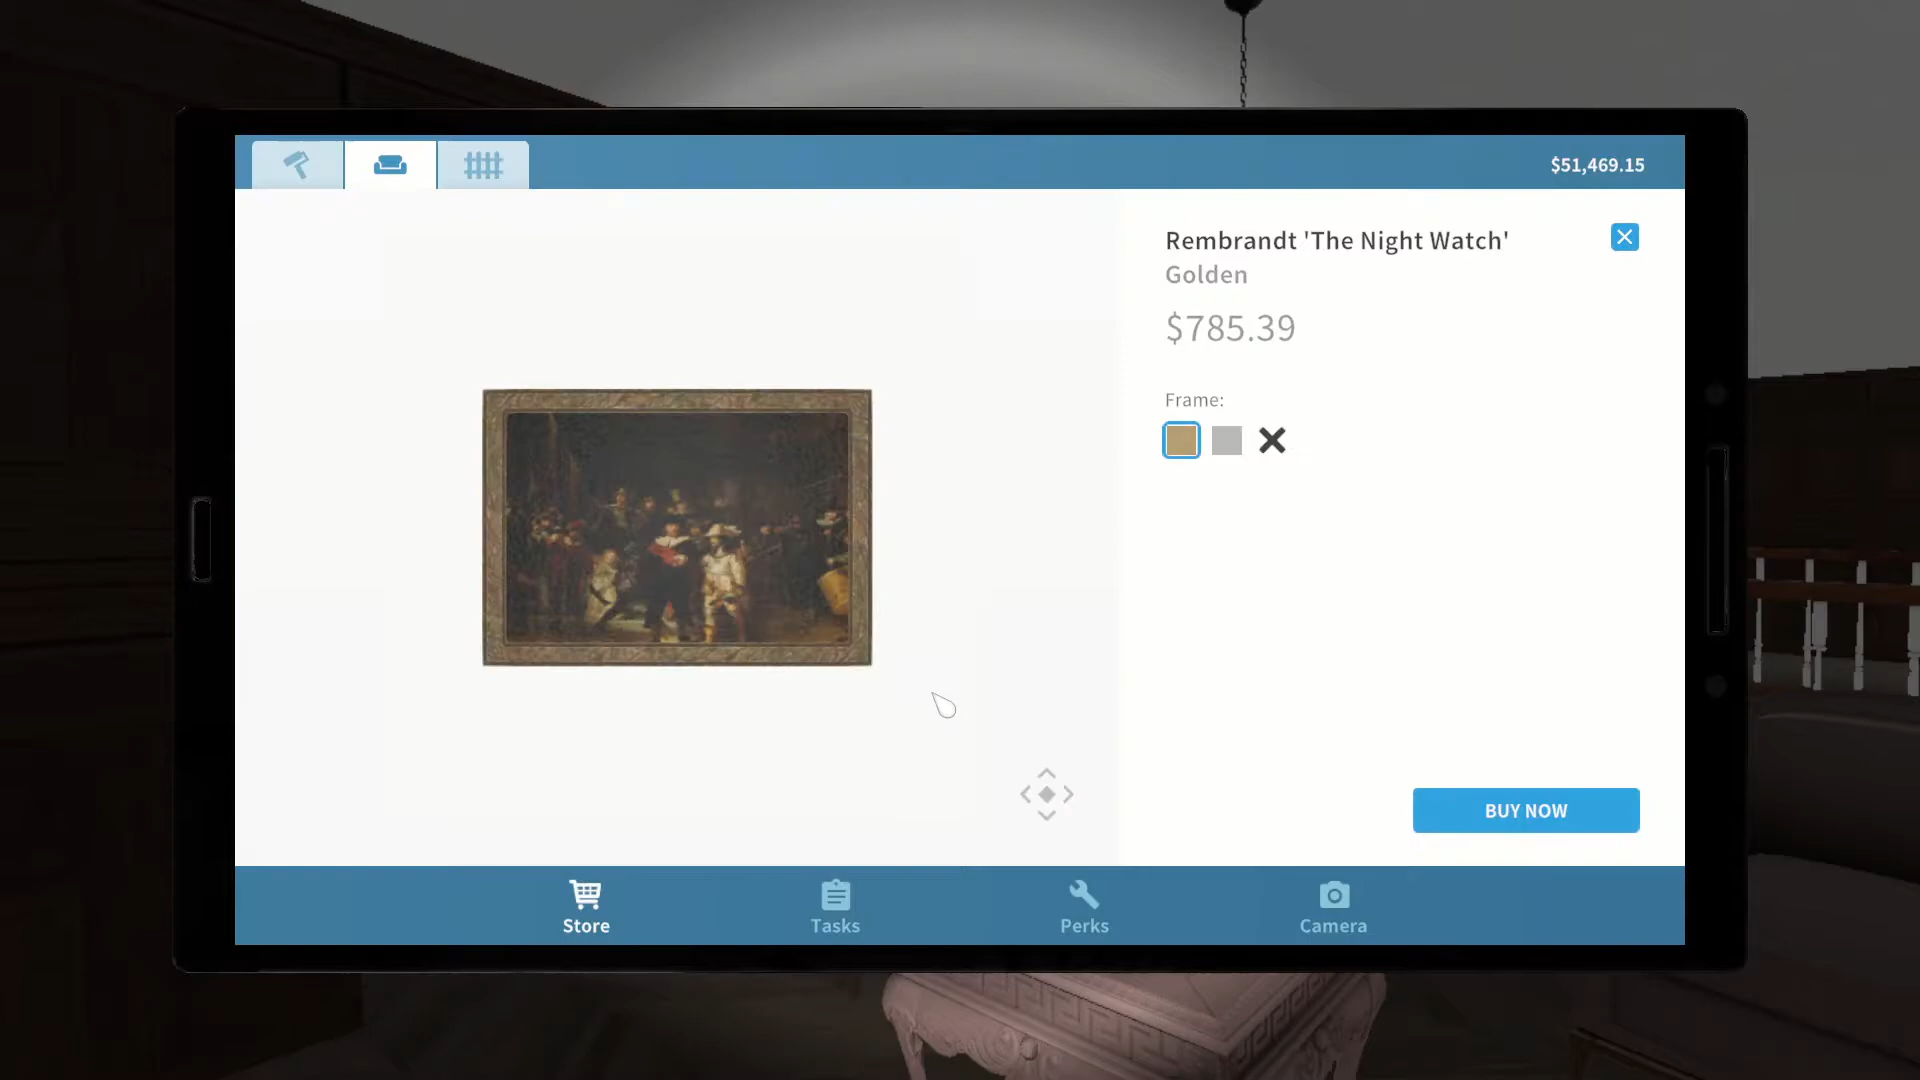 $51,469.15
Rembrandt 'The Night Watch'
Golden
$785.39
Frame:
BUY NOW
Store
Tasks
Perks
Camera